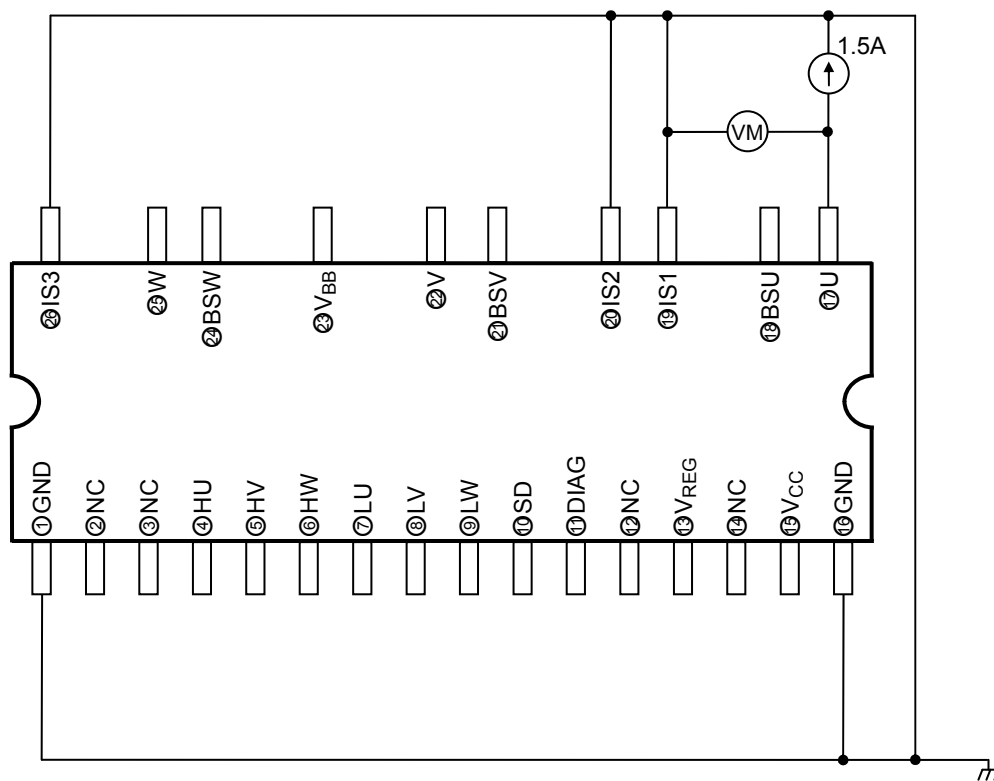 1.5A
VM
㉖IS3
㉕W
㉔BSW
㉓VBB
㉒V
㉑BSV
⑳IS2
⑲IS1
⑱BSU
⑰U
①GND
②NC
③NC
④HU
⑤HV
⑥HW
⑦LU
⑧LV
⑨LW
⑩SD
⑪DIAG
⑫NC
⑬VREG
⑭NC
⑮VCC
⑯GND